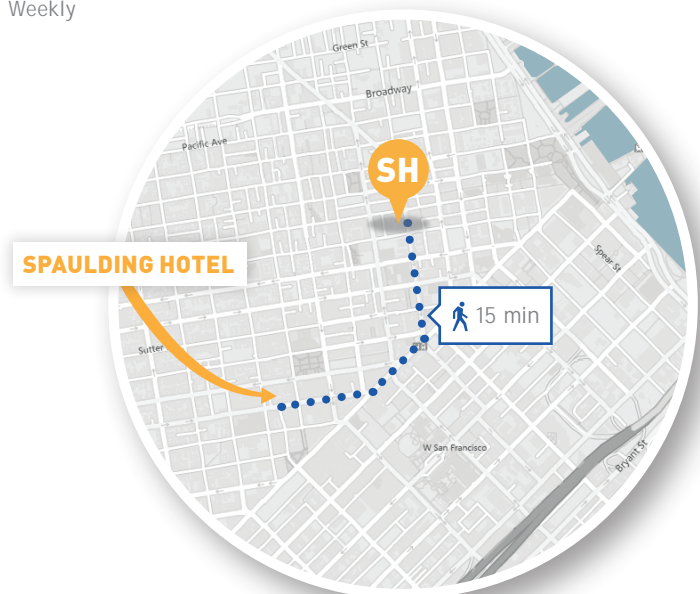 Weekly
Green St
Broadway
Pacific Ave
SH
SPAULDING HOTEL
Spear St
15 min
Sutter
W San Francisco
Bryant St